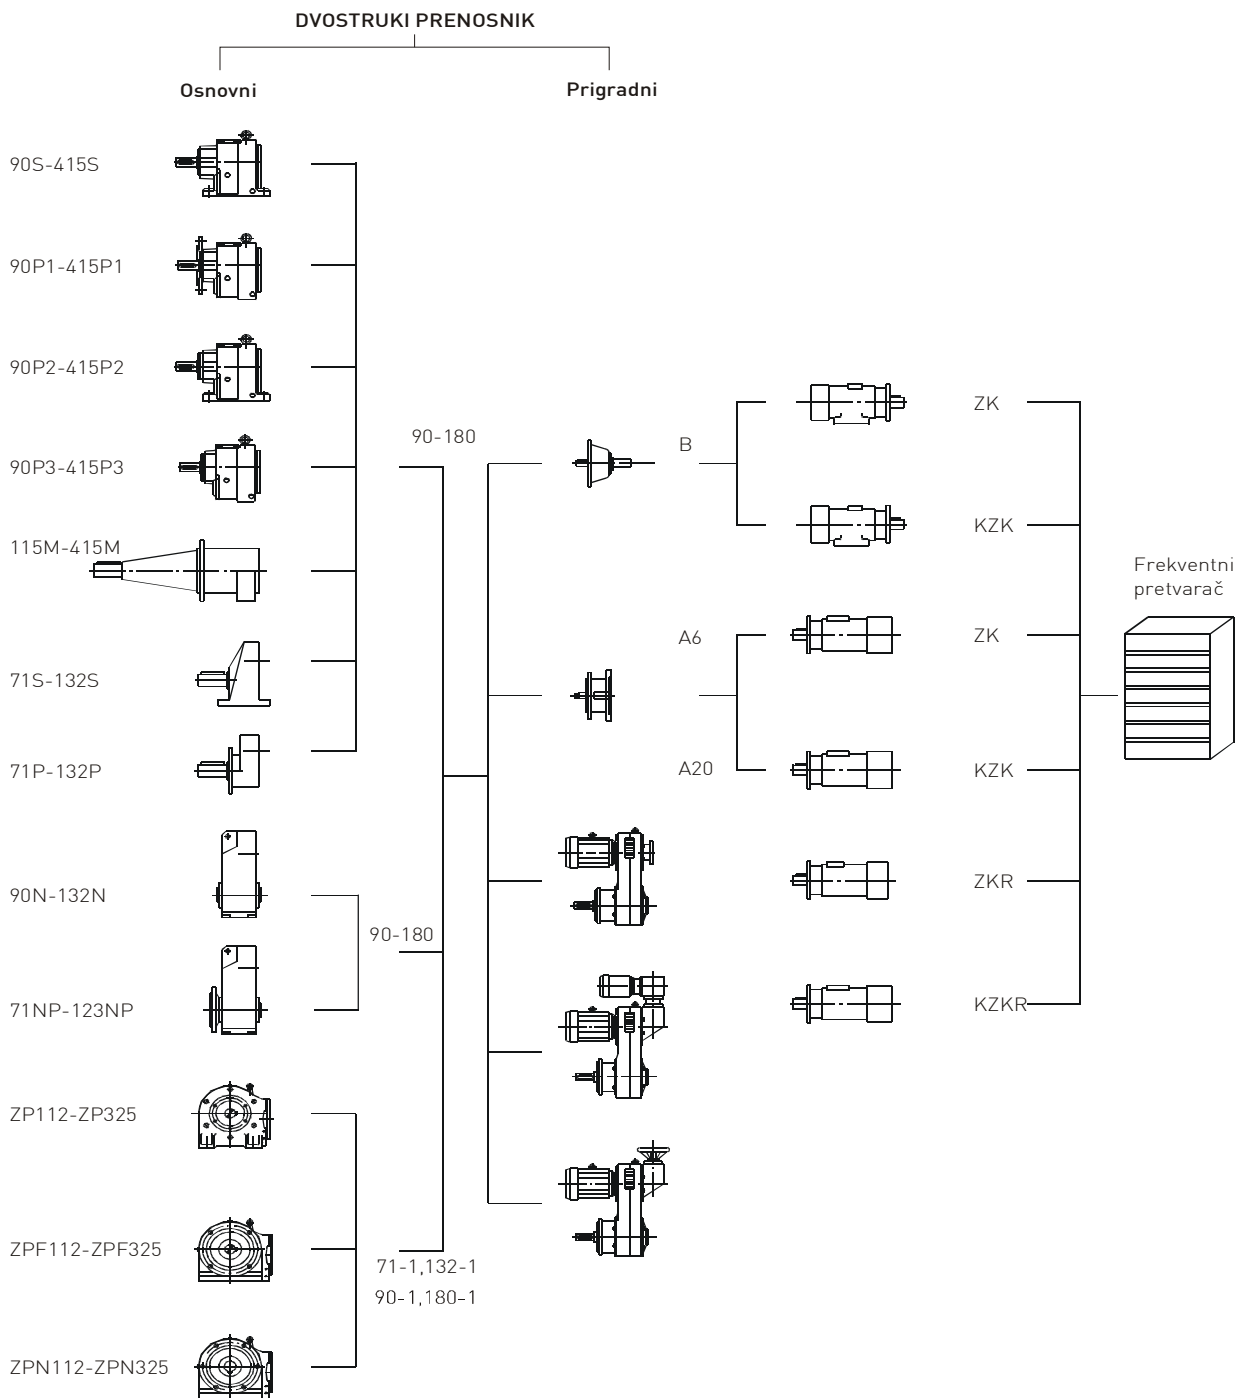 DVOSTRUKI PRENOSNIK
Osnovni
Prigradni
90S-415S
90P1-415P1
90P2-415P2
90P3-415P3
115M-415M
71S-132S
71P-132P
90N-132N
71NP-123NP
ZP112-ZP325
ZPF112-ZPF325
ZPN112-ZPN325
90-180
90-180
71-1,132-1
90-1,180-1
B
A6
A20
ZK
KZK
ZK
KZK
ZKR
KZKR
Frekventni
pretvarač